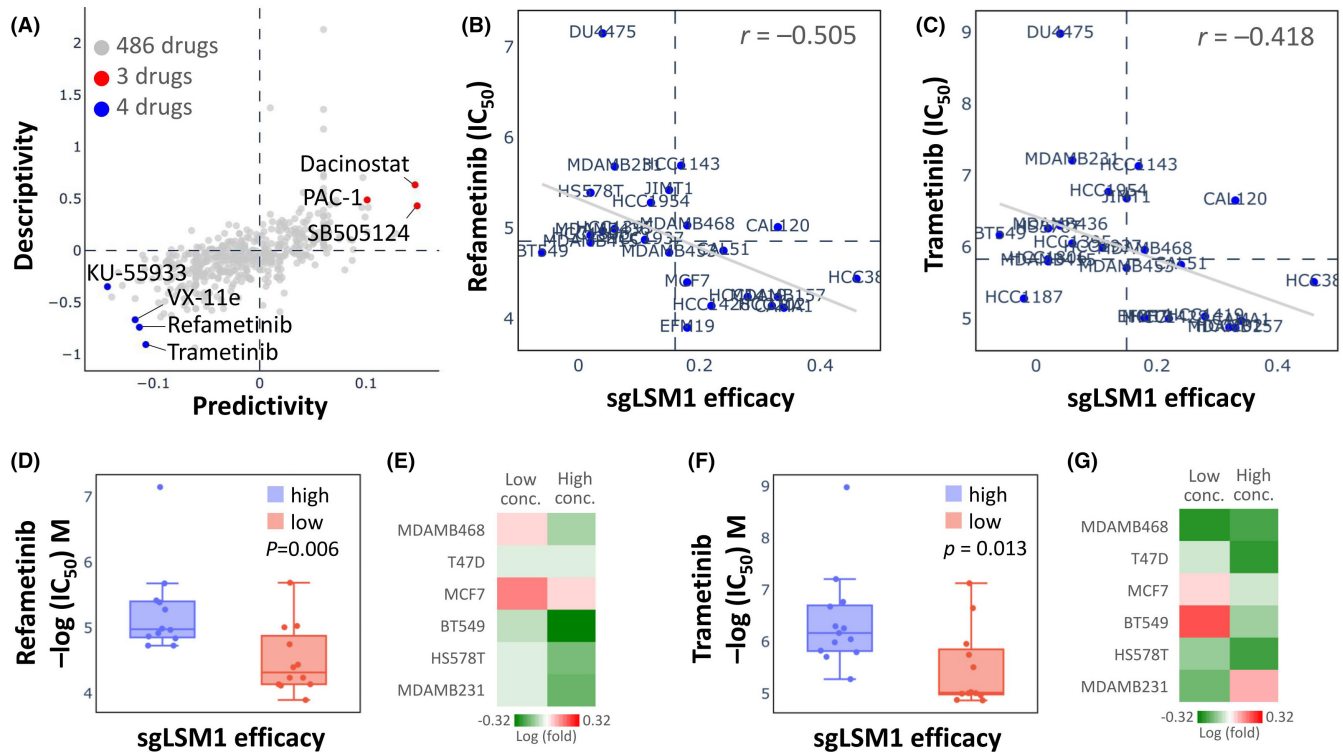 (A)
2
1.5
1
0.5
0
−0.5
−1
Descriptivity
486 drugs
3 drugs
4 drugs
Dacinostat
PAC-1
SB505124
KU-55933
VX-11e
Refametinib
Trametinib
−0.1
0
0.1
Predictivity
(B)
r = −0.505
7
6
5
4
Refametinib (IC50)
DU4475
MDAMB231
HCC1143
HS578T
JIMT1
HCC1954
MDAMB468
CAL120
BT549
MDAMB453
CAL51
MCF7
HCC38
EFM19
0
0.2
0.4
sgLSM1 efficacy
(C)
r = −0.418
9
8
7
6
5
Trametinib (IC50)
DU4475
MDAMB231
HCC1143
HCC1954
JIMT1
CAL120
MDAMB436
BT549
MDAMB468
MDAMB453
CAL51
HCC38
HCC1187
HCC1419
0
0.2
0.4
sgLSM1 efficacy
(D)
7
6
5
4
Refametinib
−log (IC50) M
high
low
P=0.006
sgLSM1 efficacy
(E)
Low conc.
High conc.
MDAMB468
T47D
MCF7
BT549
HS578T
MDAMB231
-0.32
0.32
Log (fold)
(F)
9
8
7
6
5
Trametinib
−log (IC50) M
high
low
p = 0.013
sgLSM1 efficacy
(G)
Low conc.
High conc.
MDAMB468
T47D
MCF7
BT549
HS578T
MDAMB231
-0.32
0.32
Log (fold)